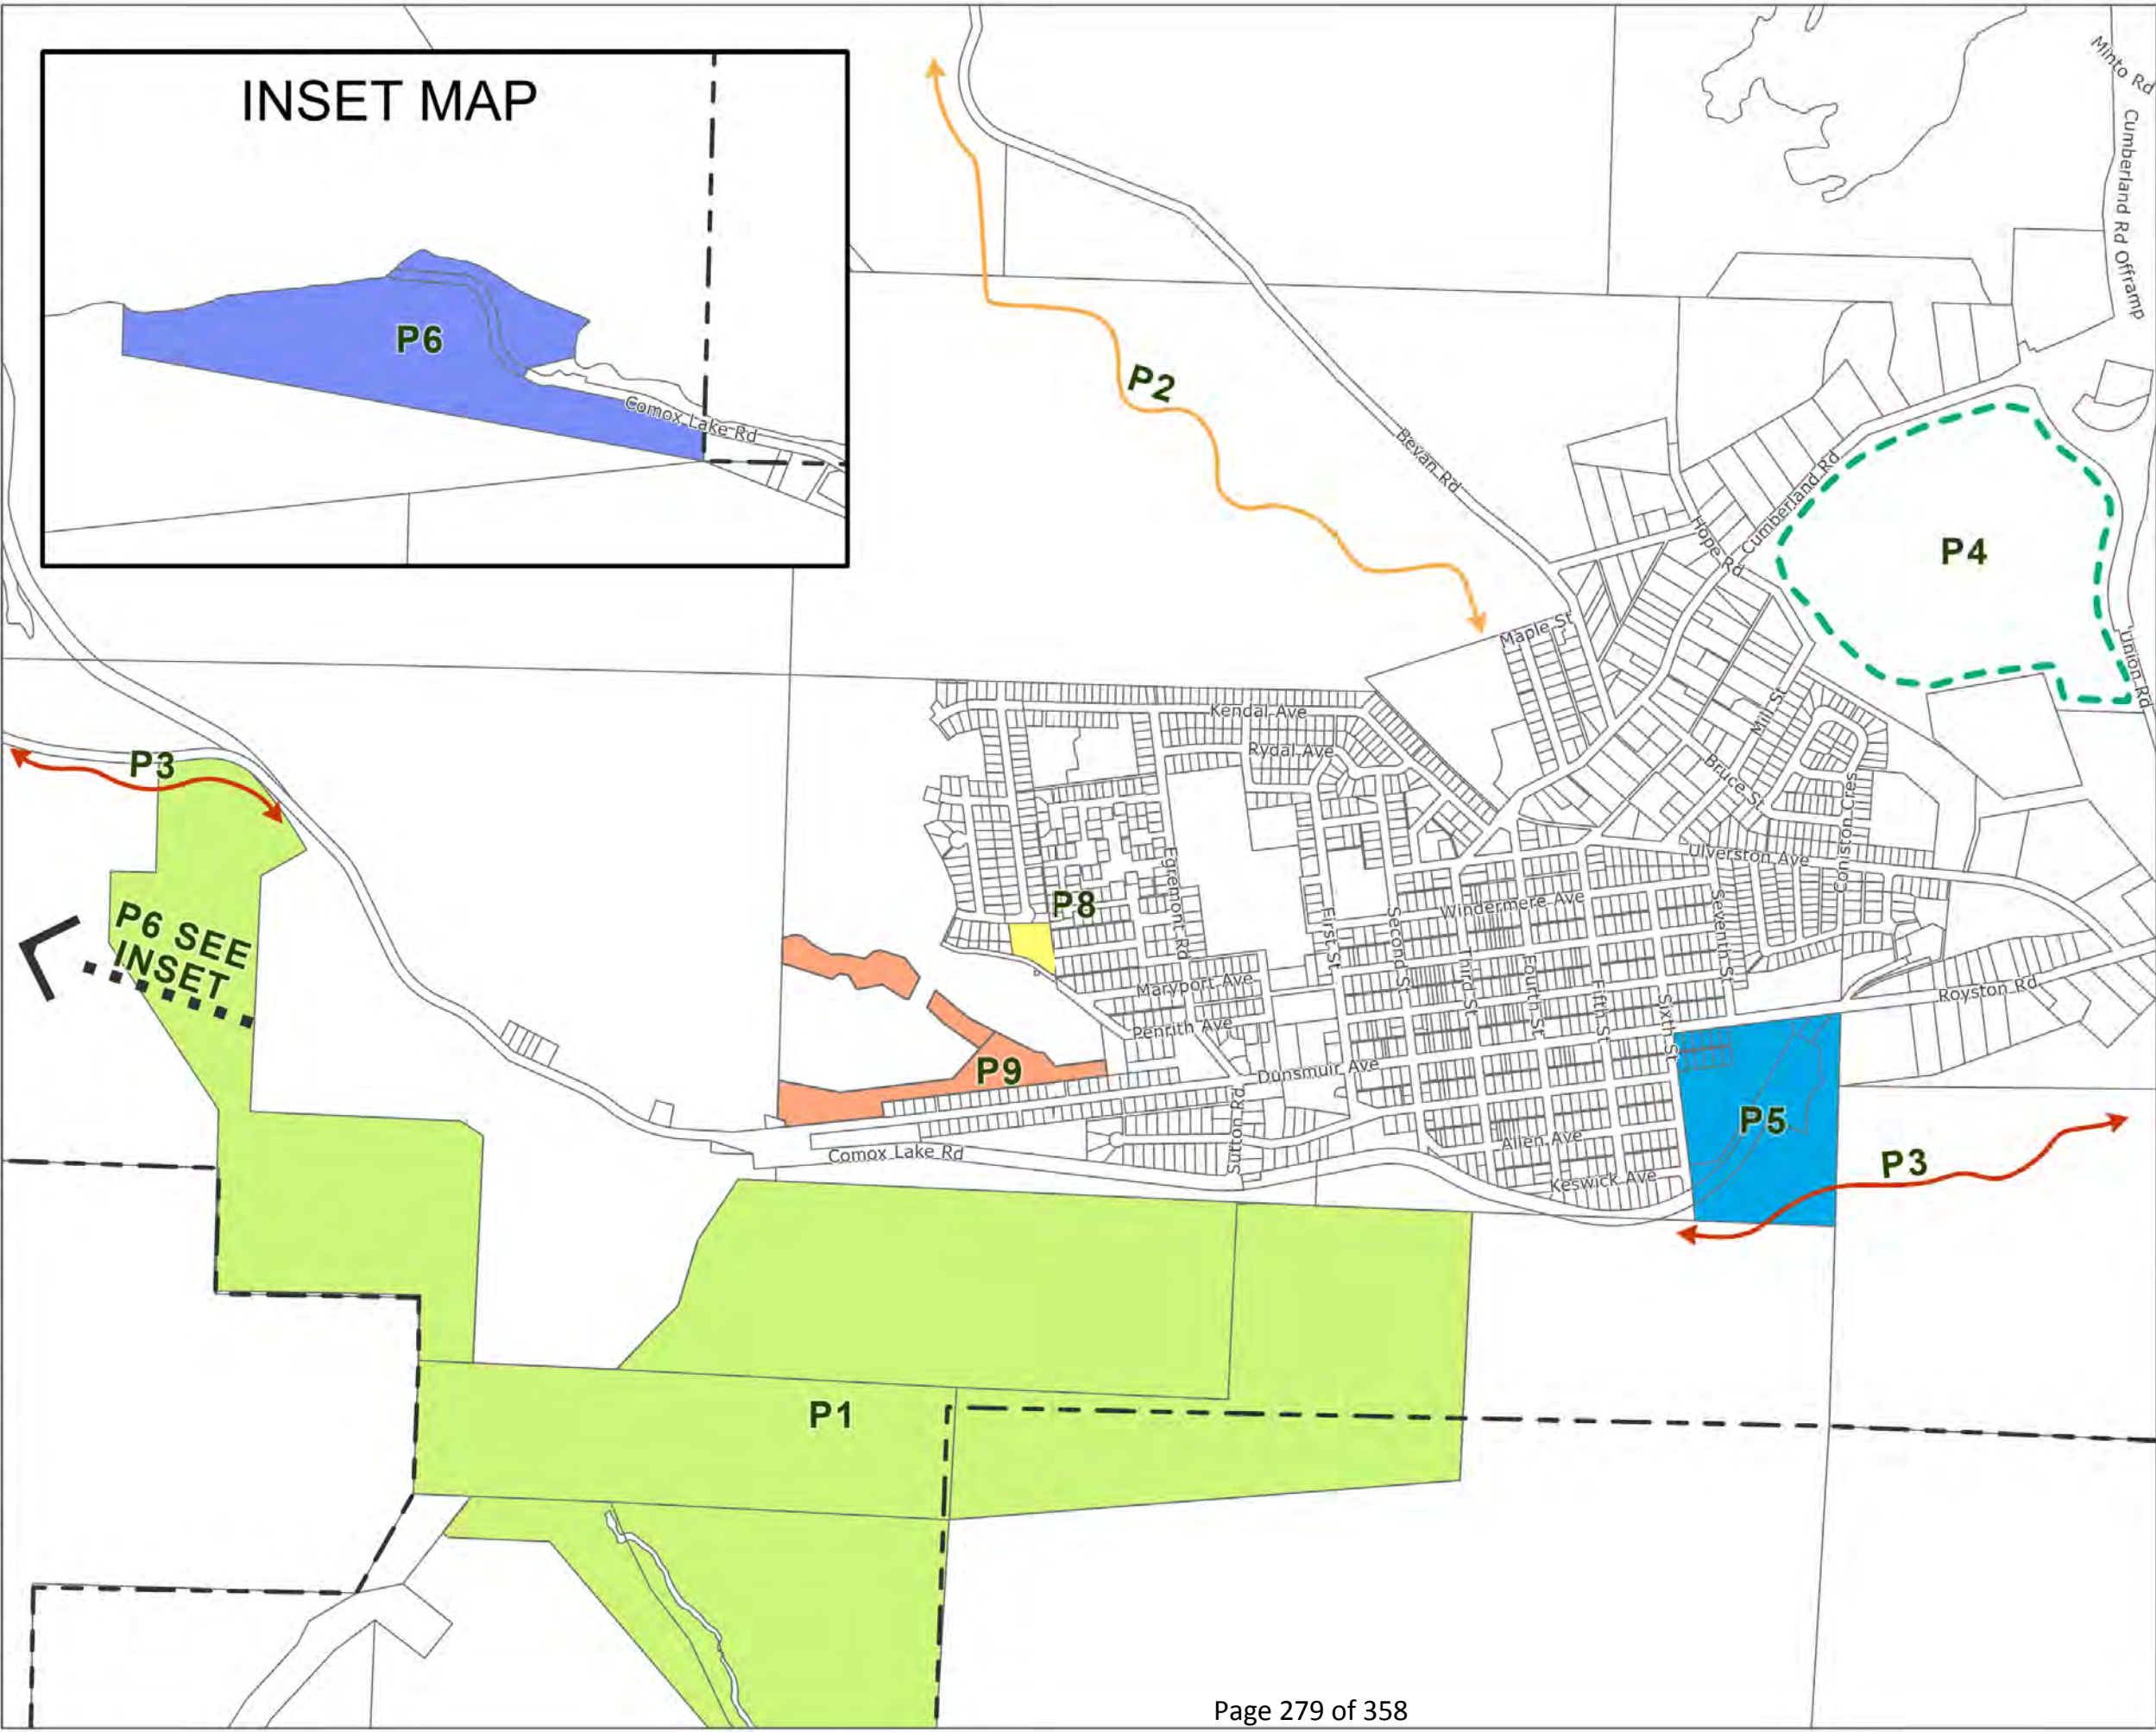 INSET MAP
P6
Comox Lake Rd
Minto Rd
Cumberland Rd Offramp
P2
Bevan Rd
Hope Rd
Cumberland Rd
P4
Union Rd
Maple St
Kendal Ave
Rydal Ave
Mill St
Bruce St
Coniston Cres
Ulverston Ave
P3
P6 SEE
INSET
P8
Egremont Rd
Windermere Ave
First St
Second St
Third St
Fourth St
Fifth St
Sixth St
Seventh St
Maryport Ave
Penrith Ave
Royston Rd
P9
Dunsmuir Ave
Sutton Rd
Comox Lake Rd
Allen Ave
Keswick Ave
P5
P3
P1
Page 279 of 358